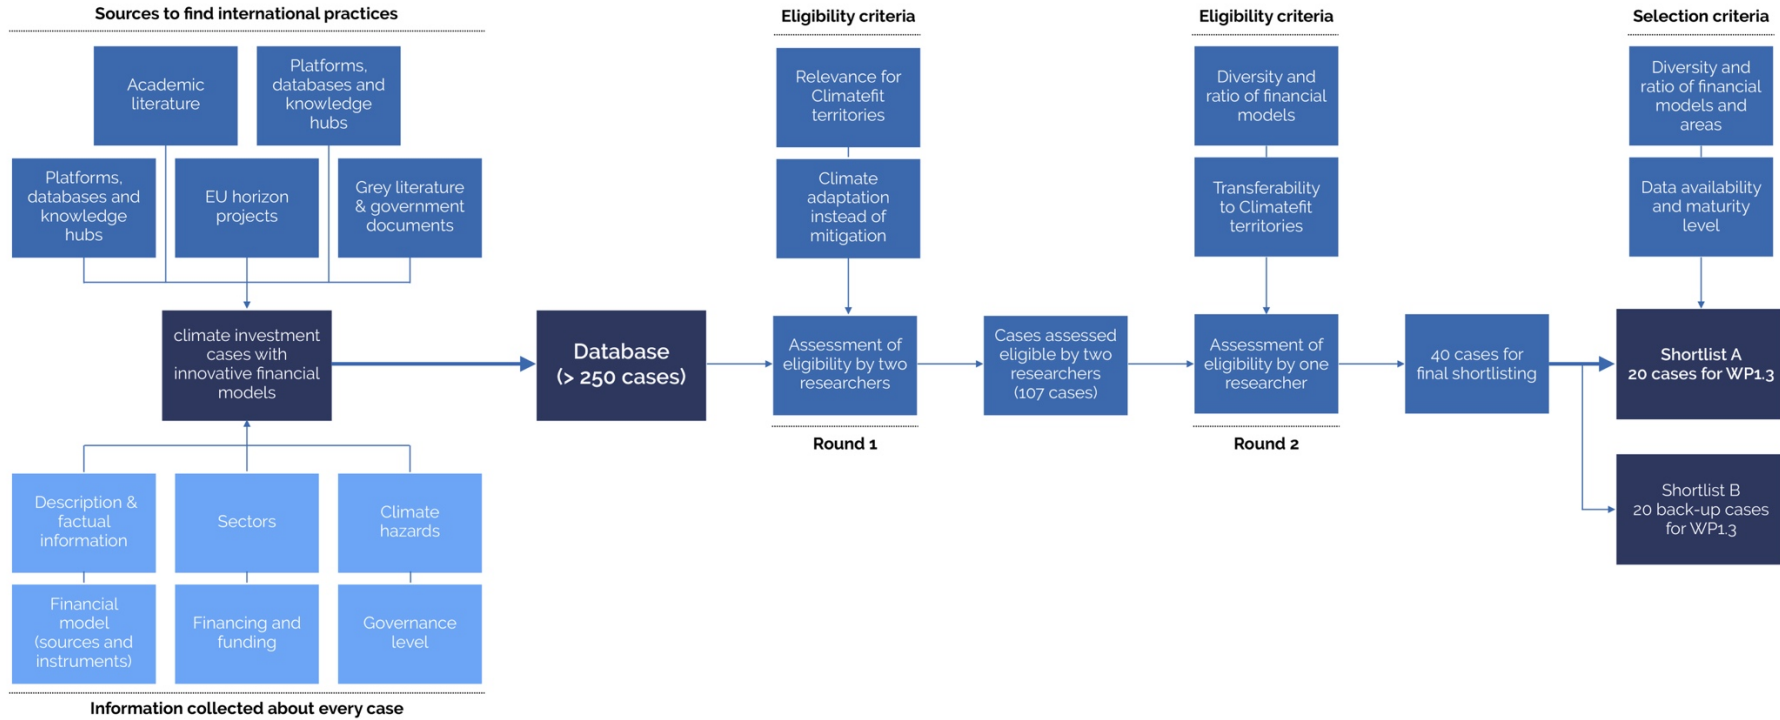 Sources to find international practices
Academic
literature
Platforms,
databases and
knowledge
hubs
Platforms,
databases and
knowledge
hubs
EU horizon
projects
Grey literature
& government
documents
climate investment
cases with
innovative financial
models
Description &
factual
information
Sectors
Climate
hazards
Financial
model
(sources and
instruments)
Financing and
funding
Governance
level
Information collected about every case
Database
(> 250 cases)
Eligibility criteria
Relevance for
Climatefit
territories
Climate
adaptation
instead of
mitigation
Assessment of
eligibility by two
researchers
Round 1
Cases assessed
eligible by two
researchers
(107 cases)
Eligibility criteria
Diversity and
ratio of financial
models
Transferability
to Climatefit
territories
Assessment of
eligibility by one
researcher
Round 2
40 cases for
final shortlisting
Selection criteria
Diversity and
ratio of financial
models and
areas
Data availability
and maturity
level
Shortlist A
20 cases for WP1.3
Shortlist B
20 back-up cases
for WP1.3